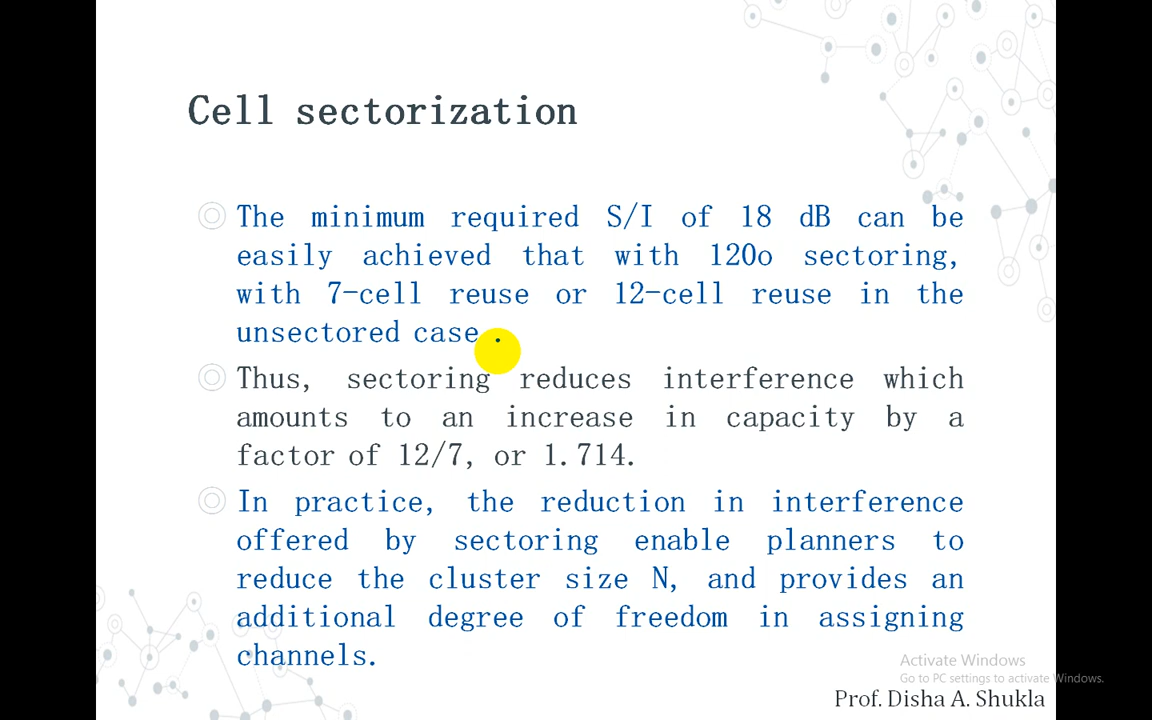 Cell sectorization
The minimum required S/I of 18 dB can be
easily achieved that with 120o sectoring,
with 7-cell reuse or 12-cell reuse in the
unsectored case.
Thus, sectoring reduces interference which
amounts to an increase in capacity by a
factor of 12/7, or 1.714.
In practice, the reduction in interference
offered by sectoring enable planners to
reduce the cluster size N, and provides an
additional degree of freedom in assigning
channels.
Activate Windows
Go to PC settings to activate Windows.
Prof. Disha A. Shukla